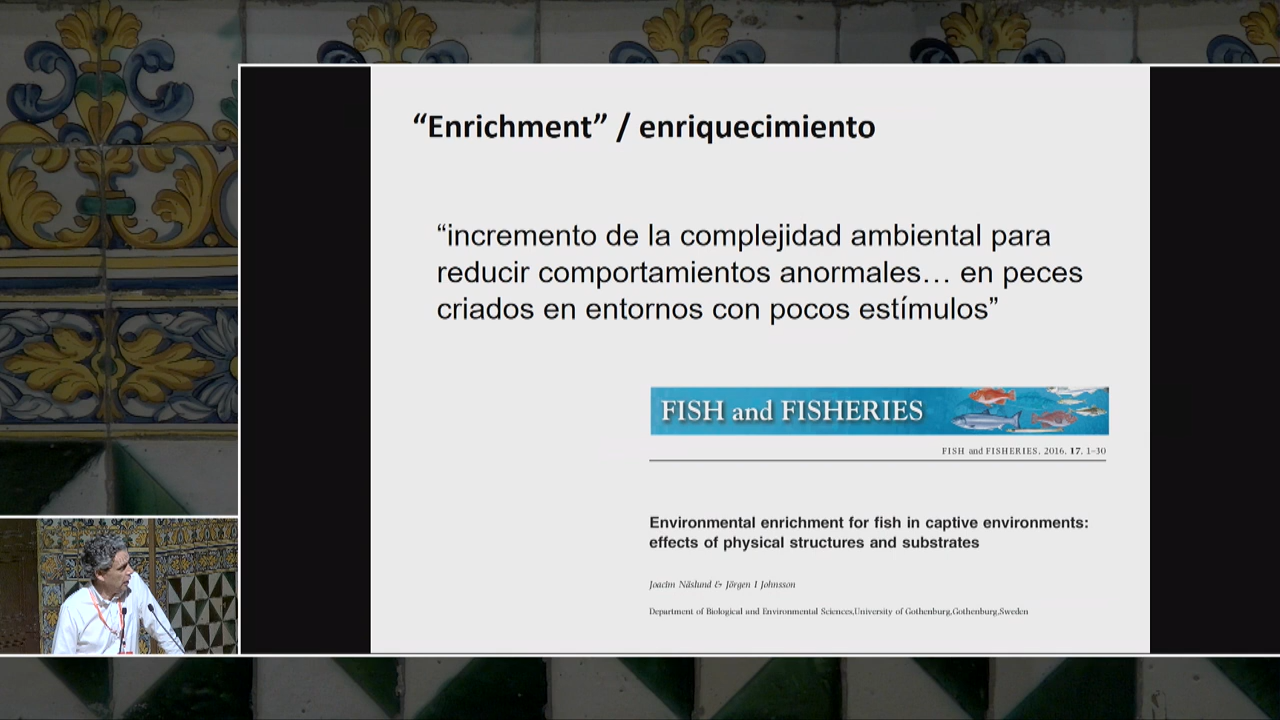 “Enrichment” / enriquecimiento
“incremento de la complejidad ambiental para
reducir comportamientos anormales… en peces
criados en entornos con pocos estímulos”
FISH and FISHERIES
FISH and FISHERIES, 2016, 17, 1–30
Environmental enrichment for fish in captive environments:
effects of physical structures and substrates
Joacim Näslund & Jörgen I Johnsson
Department of Biological and Environmental Sciences,University of Gothenburg,Gothenburg,Sweden